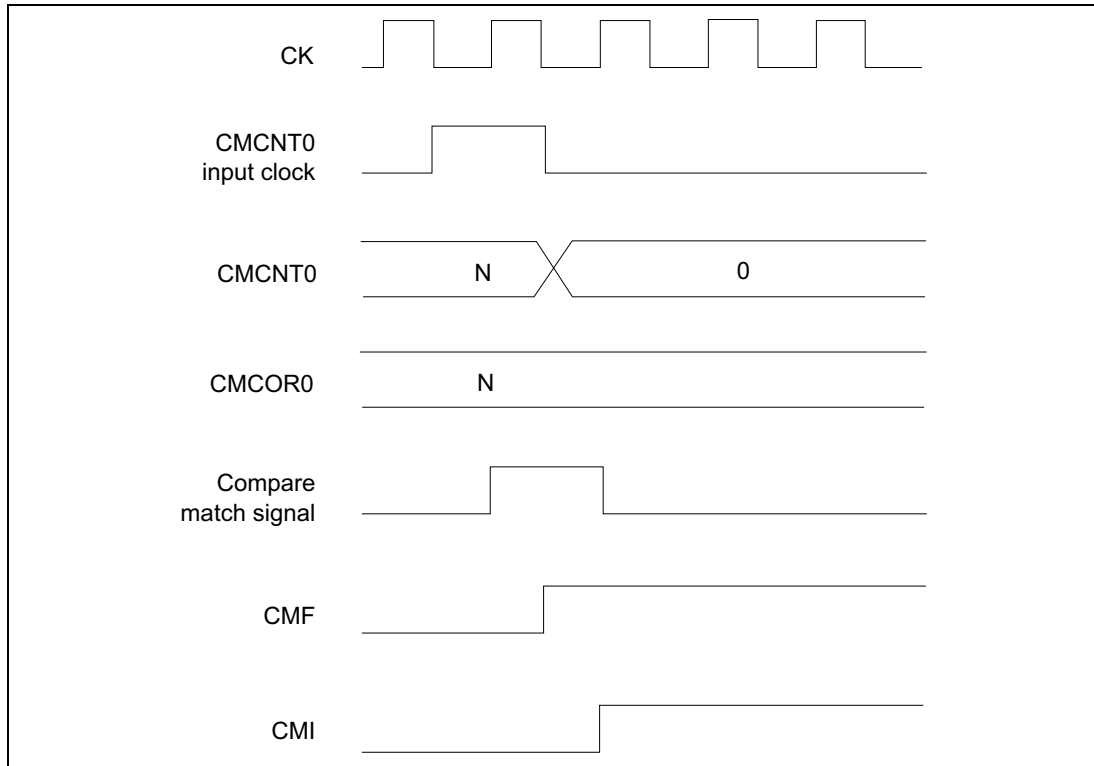 CK
CMCNT0
input clock
CMCNT0
N
0
CMCOR0
N
Compare
match signal
CMF
CMI